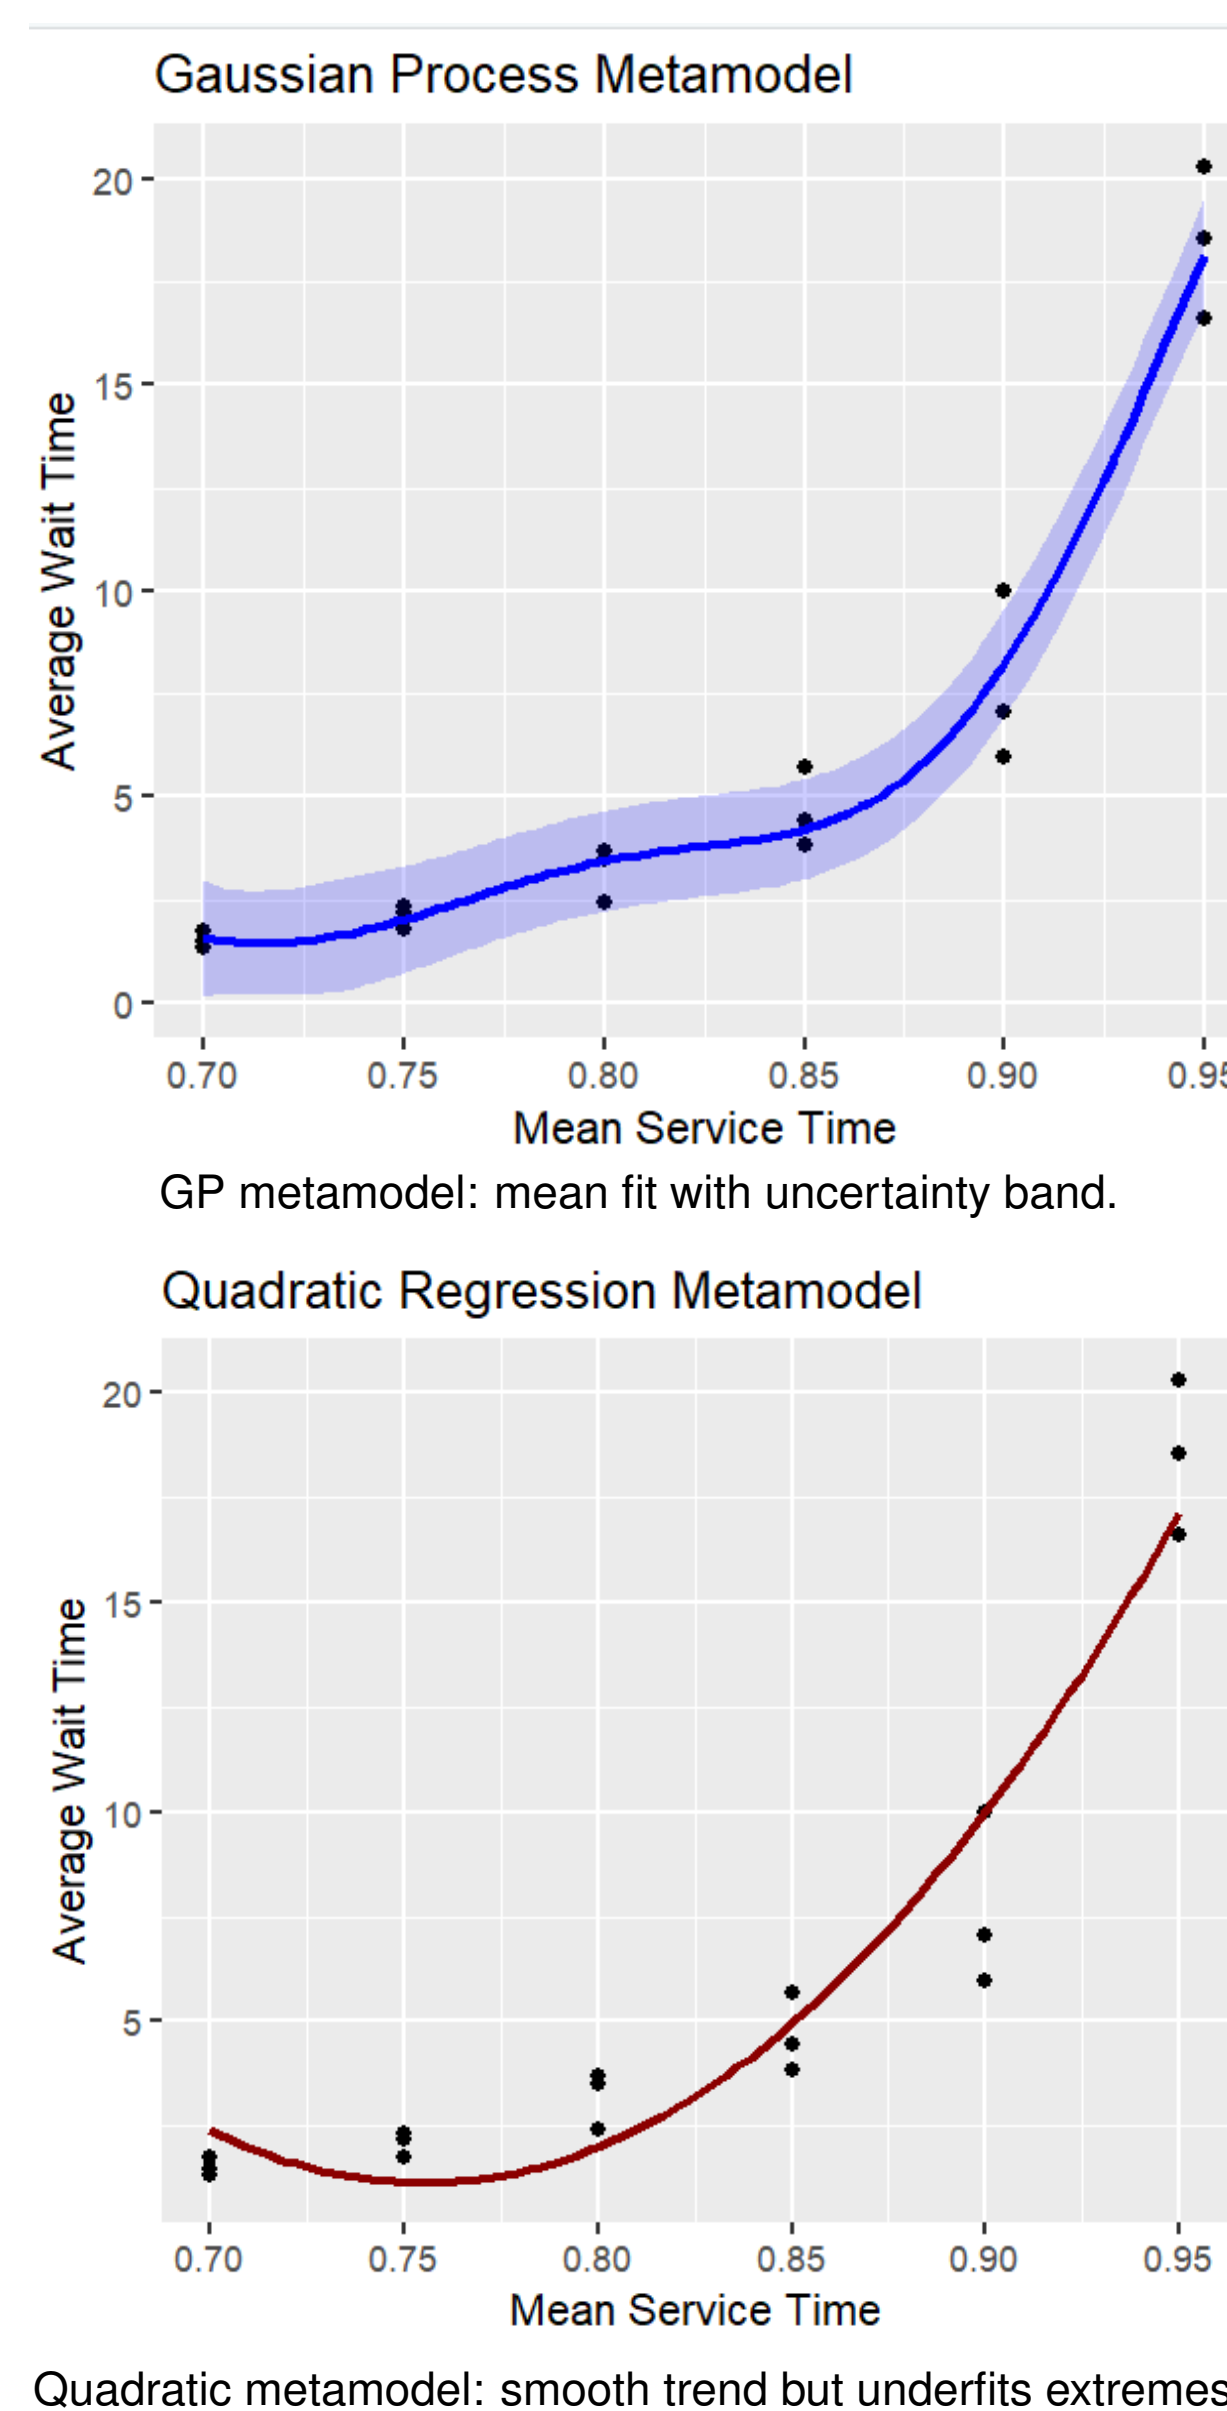 Gaussian Process Metamodel
20
15
10
5
0
Average Wait Time
0.70 0.75 0.80 0.85 0.90 0.95
Mean Service Time
GP metamodel: mean fit with uncertainty band.
Quadratic Regression Metamodel
20
15
10
5
Average Wait Time
0.70 0.75 0.80 0.85 0.90 0.95
Mean Service Time
Quadratic metamodel: smooth trend but underfits extremes